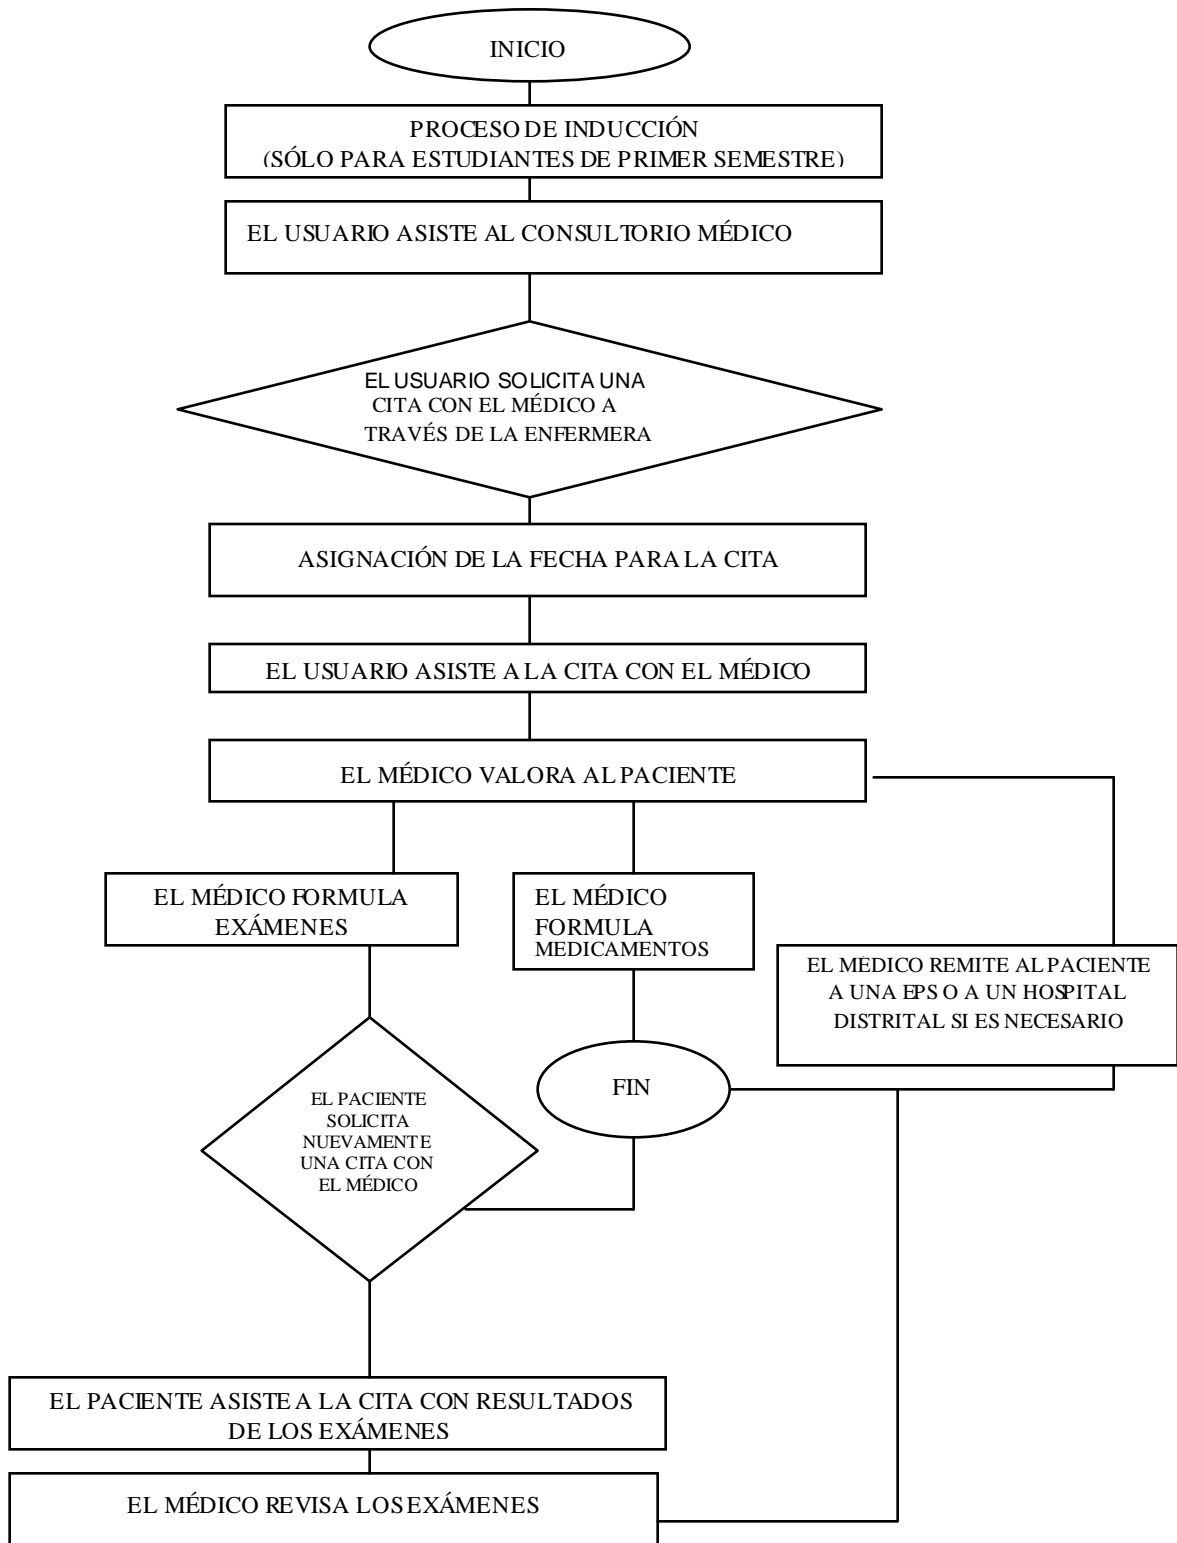 INICIO
PROCESO DE INDUCCIÓN
(SÓLO PARA ESTUDIANTES DE PRIMER SEMESTRE)
EL USUARIO ASISTE AL CONSULTORIO MÉDICO
EL USUARIO SOLICITA UNA
CITA CON EL MÉDICO A
TRAVÉS DE LA ENFERMERA
ASIGNACIÓN DE LA FECHA PARA LA CITA
EL USUARIO ASISTE A LA CITA CON EL MÉDICO
EL MÉDICO VALORA AL PACIENTE
EL MÉDICO FORMULA
EXÁMENES
EL MÉDICO
FORMULA
MEDICAMENTOS
EL MÉDICO REMITE AL PACIENTE
A UNA EPS O A UN HOSPITAL
DISTRITAL SI ES NECESARIO
FIN
EL PACIENTE
SOLICITA
NUEVAMENTE
UNA CITA CON
EL MÉDICO
EL PACIENTE ASISTE A LA CITA CON RESULTADOS
DE LOS EXÁMENES
EL MÉDICO REVISA LOS EXÁMENES